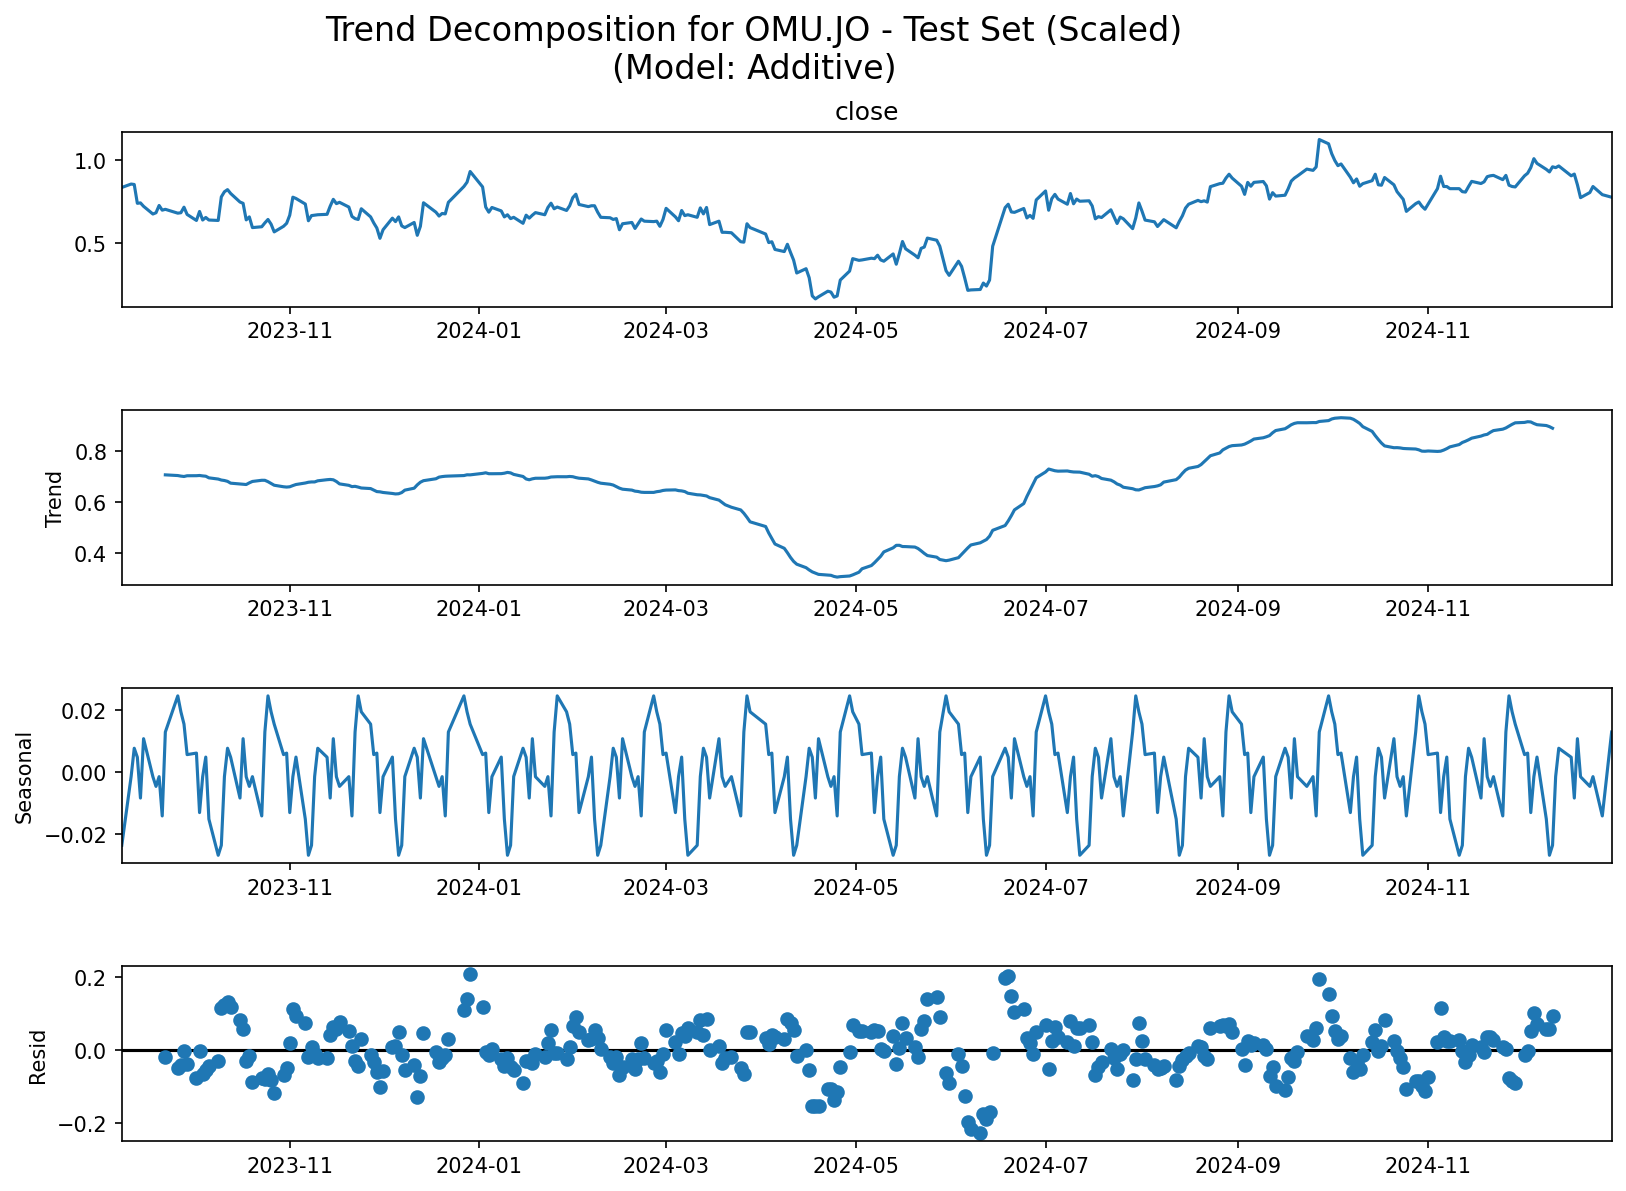 Trend Decomposition for OMU.JO - Test Set (Scaled)
(Model: Additive)
close
1.0
0.5
2023-11 2024-01 2024-03 2024-05 2024-07 2024-09 2024-11
Trend
0.8
0.6
0.4
2023-11 2024-01 2024-03 2024-05 2024-07 2024-09 2024-11
Seasonal
0.02
0.00
−0.02
2023-11 2024-01 2024-03 2024-05 2024-07 2024-09 2024-11
Resid
0.2
0.0
−0.2
2023-11 2024-01 2024-03 2024-05 2024-07 2024-09 2024-11